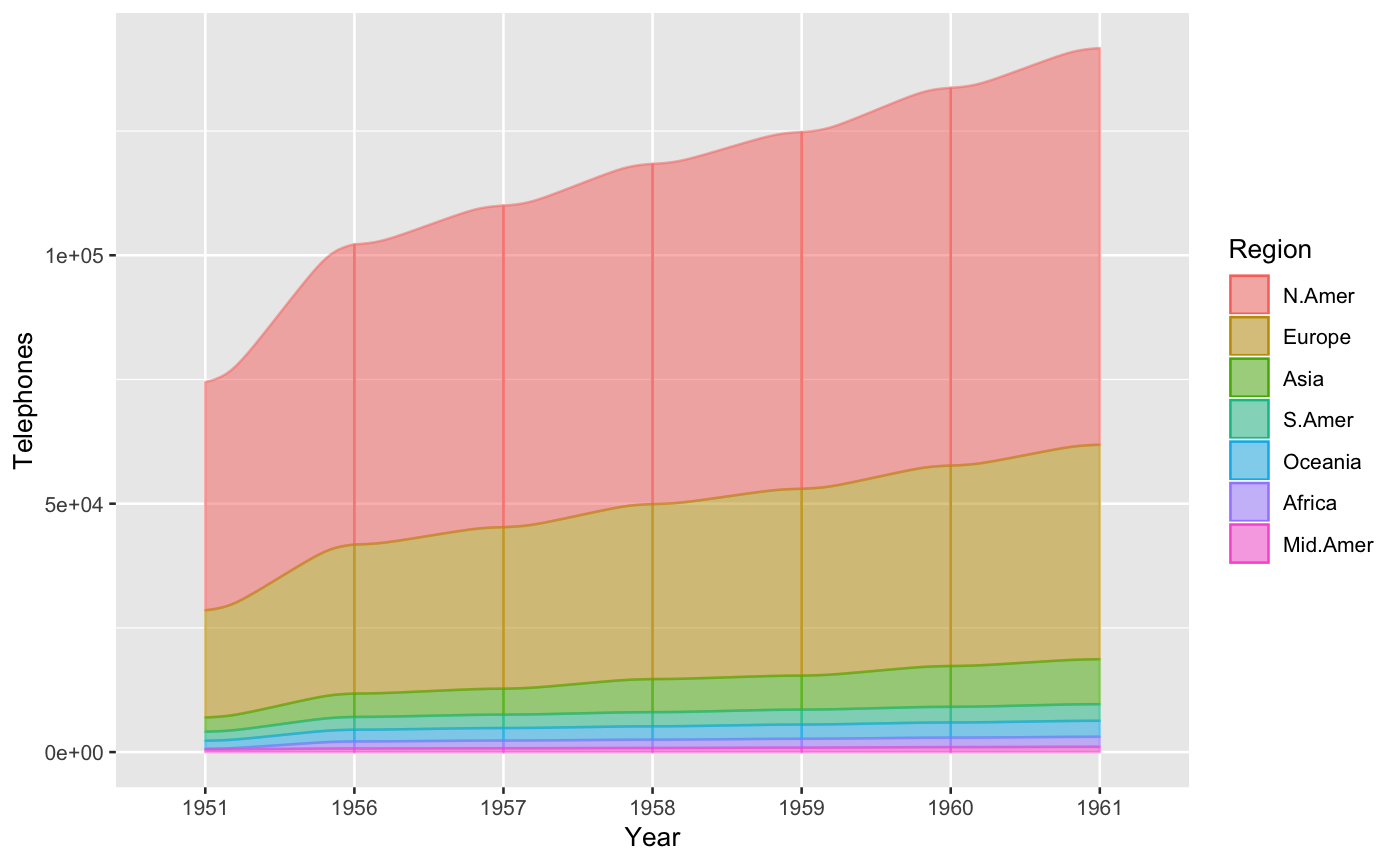 Telephones
1e+05
5e+04
0e+00
1951 1956 1957 1958 1959 1960 1961
Year
Region
N.Amer
Europe
Asia
S.Amer
Oceania
Africa
Mid.Amer